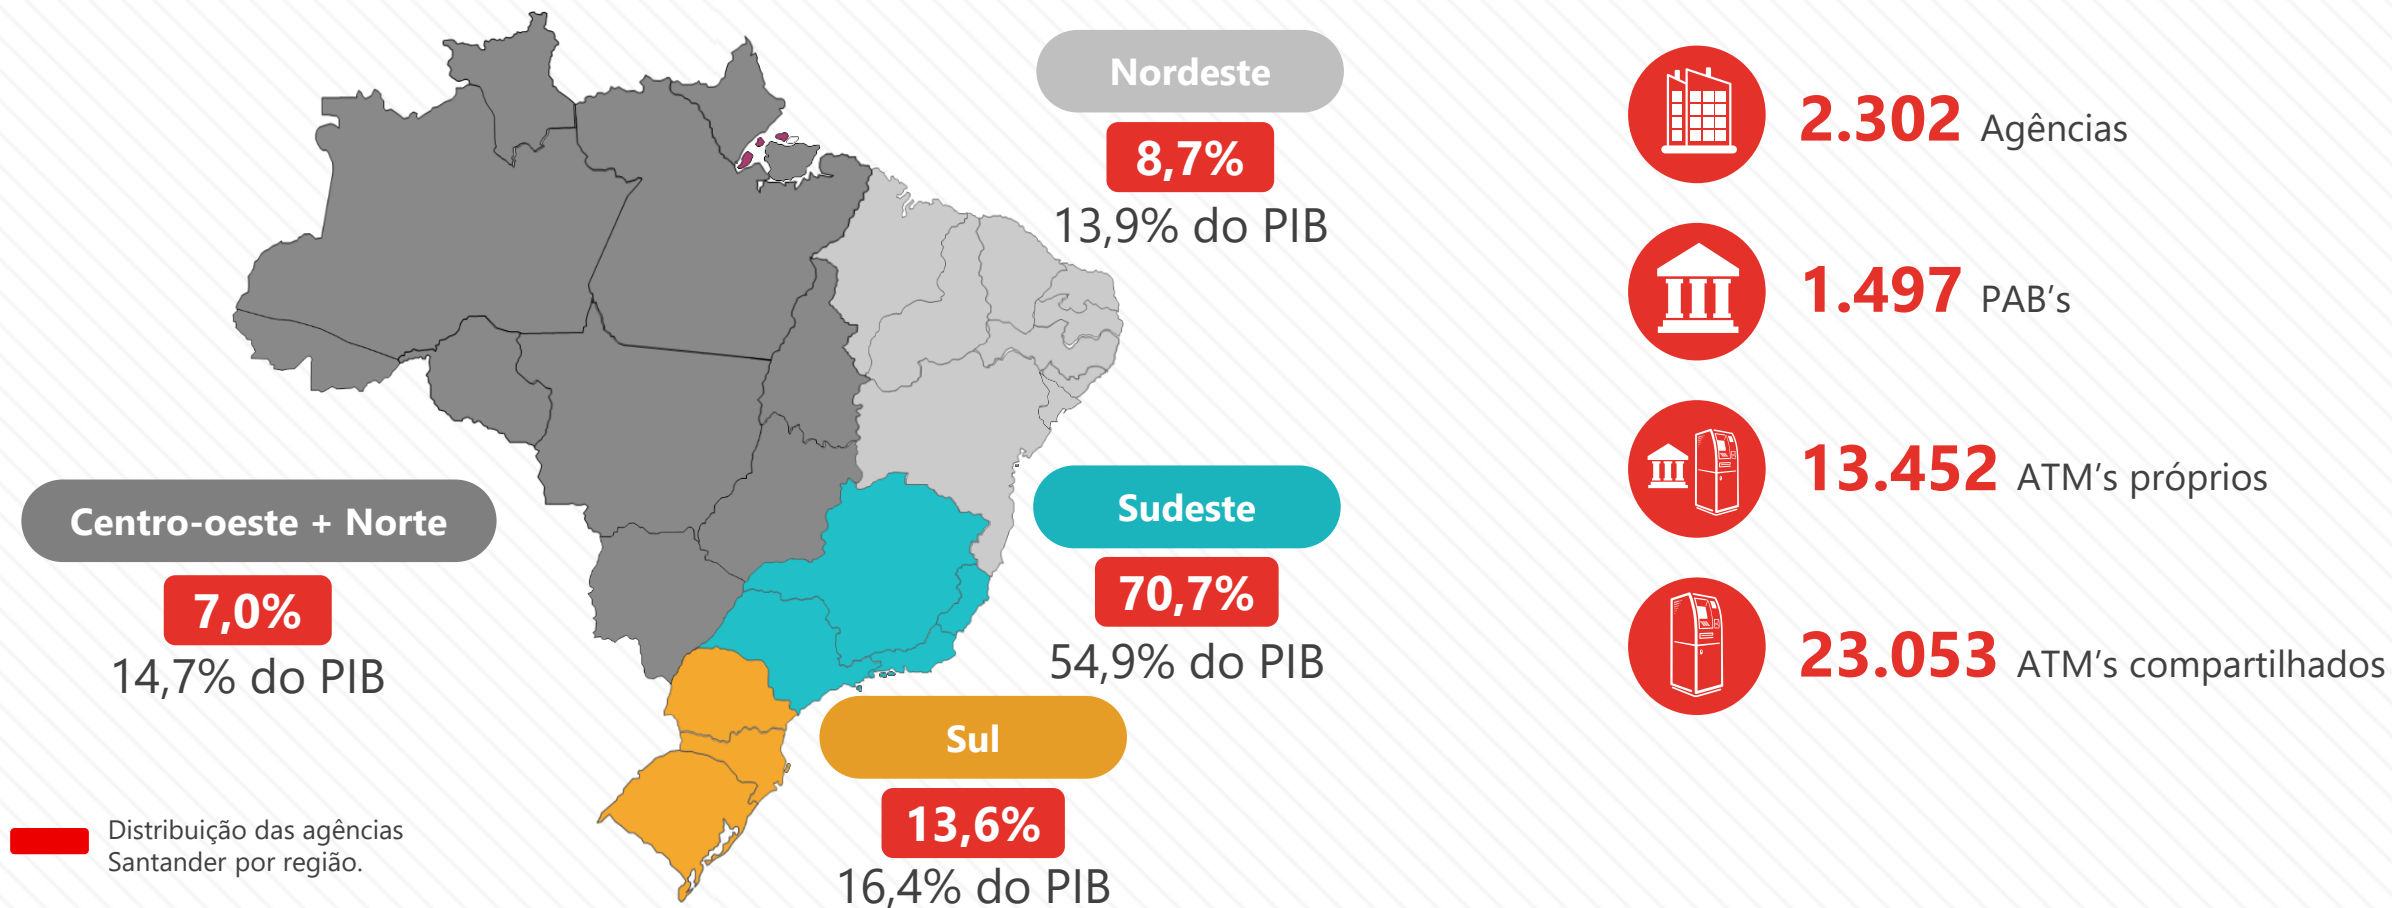 Nordeste
8,7%
13,9% do PIB
Centro-oeste + Norte
7,0%
14,7% do PIB
Sudeste
70,7%
54,9% do PIB
Sul
13,6%
16,4% do PIB
Distribuição das agências
Santander por região.
2.302 Agências
1.497 PAB’s
13.452 ATM’s próprios
23.053 ATM’s compartilhados